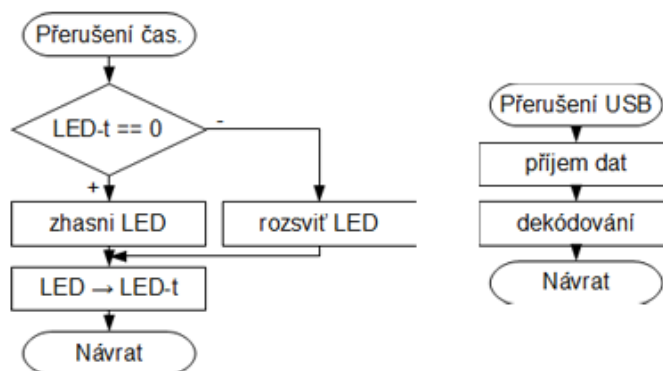 Přerušení čas.
LED-t == 0
-
+
zhasni LED
rozsviť LED
LED → LED-t
Návrat
Přerušení USB
příjem dat
dekódování
Návrat